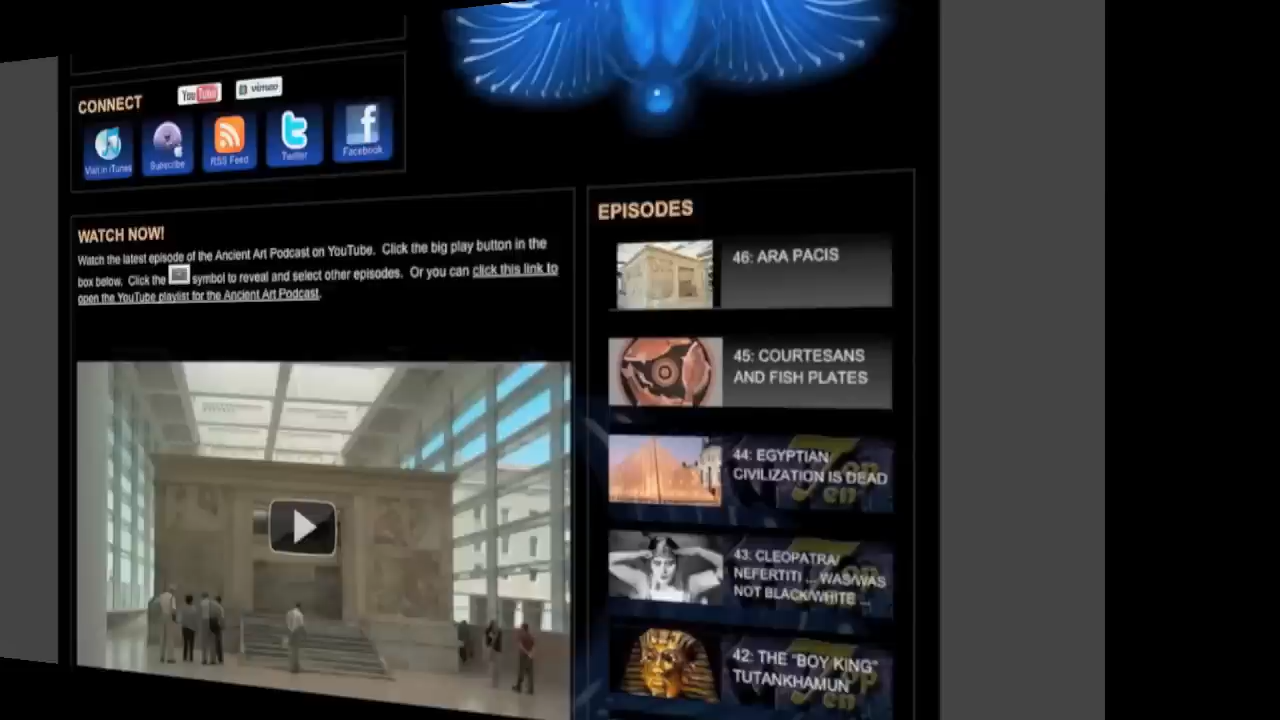 CONNECT
You Tube
vimeo
Visit in iTunes
Subscribe
RSS Feed
Twitter
Facebook
WATCH NOW!
Watch the latest episode of the Ancient Art Podcast on YouTube. Click the big play button in the
box below. Click the symbol to reveal and select other episodes. Or you can click this link to
open the YouTube playlist for the Ancient Art Podcast.
EPISODES
46: ARA PACIS
45: COURTESANS
AND FISH PLATES
44: EGYPTIAN
CIVILIZATION IS DEAD
43: CLEOPATRA/
NEFERTITI ... WAS/WAS
NOT BLACK/WHITE ...
42: THE "BOY KING"
TUTANKHAMUN